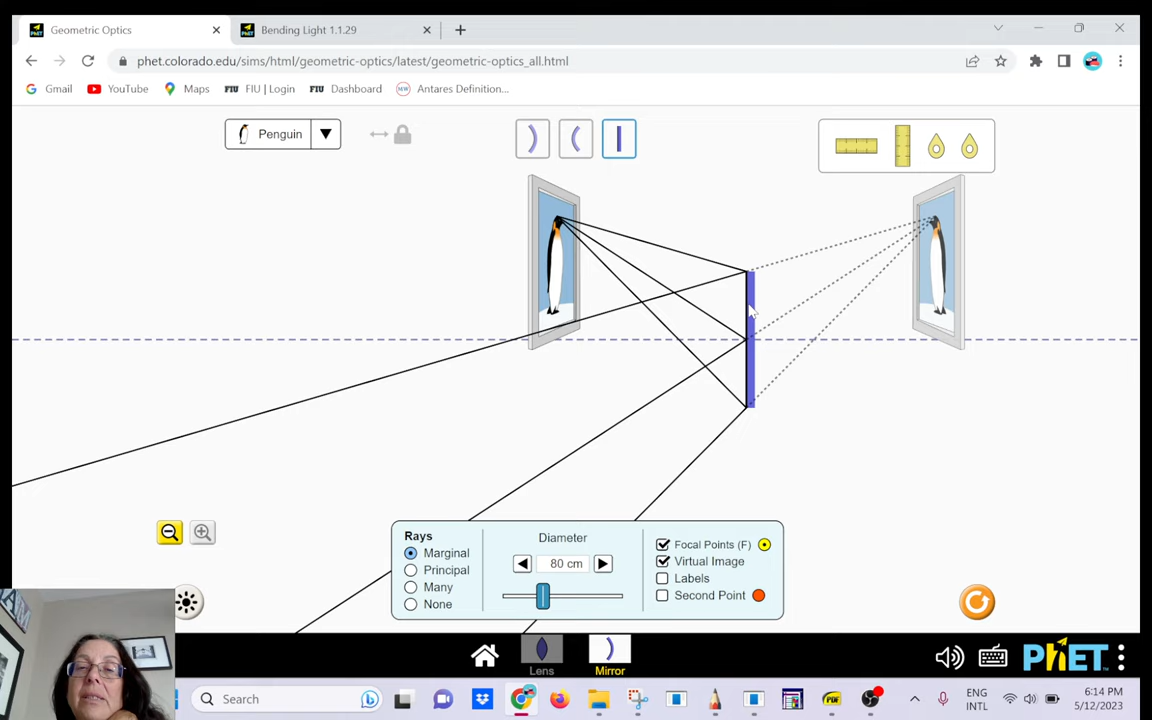 Geometric Optics
Bending Light 1.1.29
phet.colorado.edu/sims/html/geometric-optics/latest/geometric-optics_all.html
Gmail YouTube Maps FIU FIU | Login FIU Dashboard MW Antares Definition...
Penguin
Rays
Marginal
Principal
Many
None
Diameter
80 cm
Focal Points (F)
Virtual Image
Labels
Second Point
Lens
Mirror
PhET
Search
ENG
INTL
6:14 PM
5/12/2023